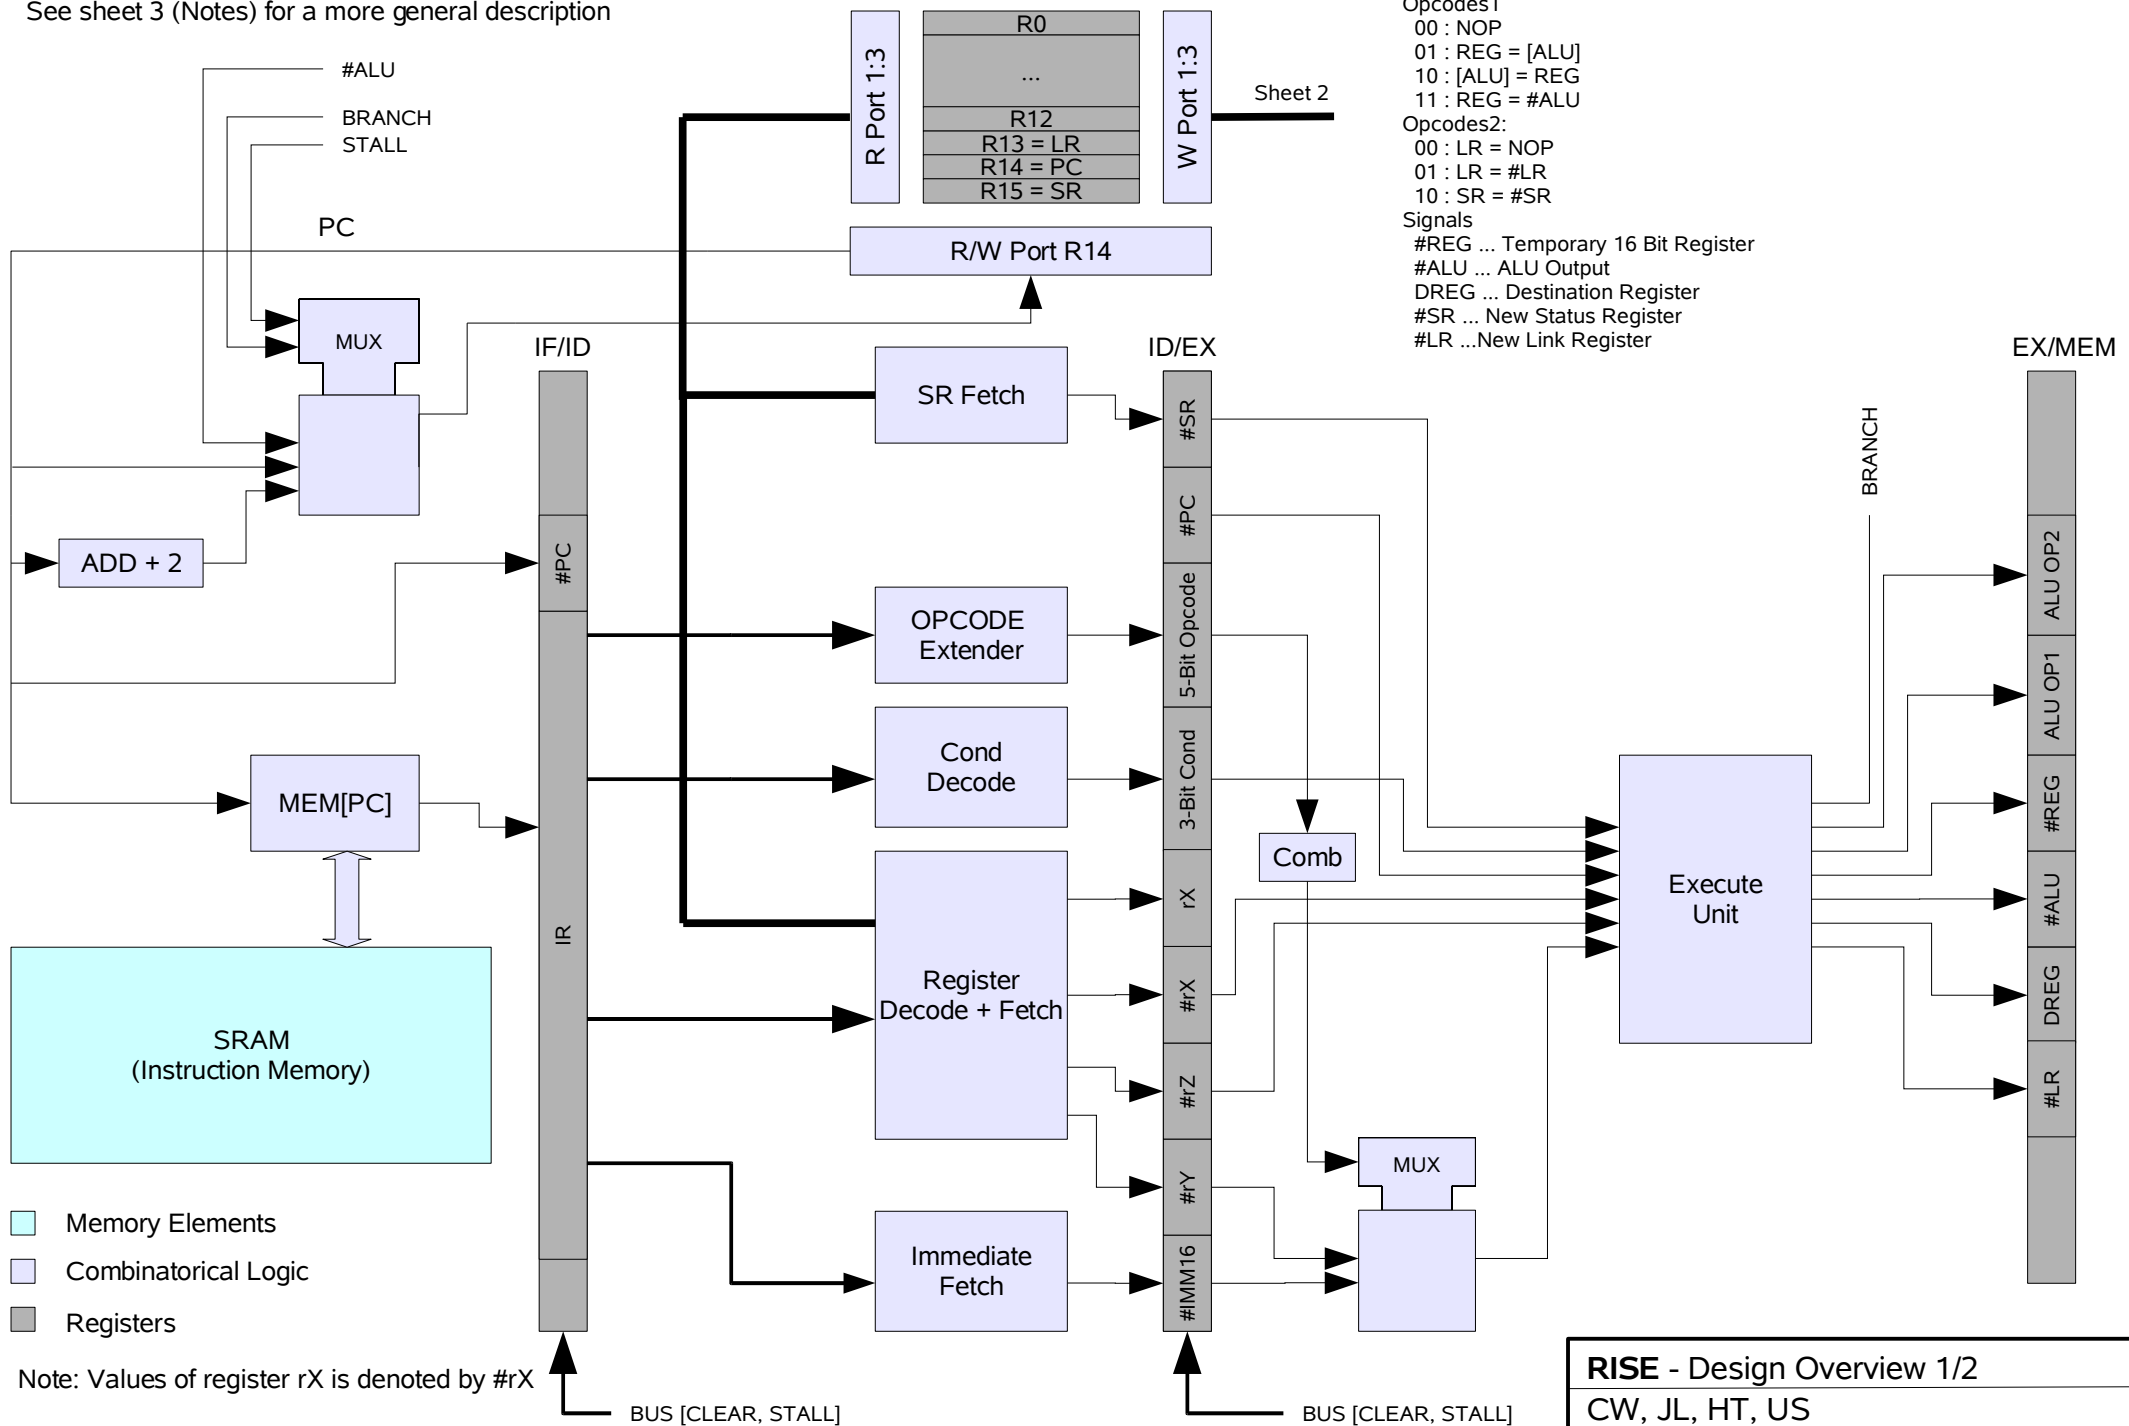 See sheet 3 (Notes) for a more general description
#ALU
BRANCH
STALL
PC
MUX
ADD + 2
MEM[PC]
SRAM
(Instruction Memory)
Memory Elements
Combinatorical Logic
Registers
Note: Values of register rX is denoted by #rX
IF/ID
#PC
IR
BUS [CLEAR, STALL]
R Port 1:3
R0
...
R12
R13 = LR
R14 = PC
R15 = SR
W Port 1:3
Sheet 2
R/W Port R14
SR Fetch
OPCODE
Extender
Cond
Decode
Register
Decode + Fetch
Immediate
Fetch
ID/EX
#SR
#PC
5-Bit Opcode
3-Bit Cond
rX
#rX
#rZ
#rY
#IMM16
BUS [CLEAR, STALL]
Comb
MUX
Opcodes1
00 : NOP
01 : REG = [ALU]
10 : [ALU] = REG
11 : REG = #ALU
Opcodes2:
00 : LR = NOP
01 : LR = #LR
10 : SR = #SR
Signals
#REG ... Temporary 16 Bit Register
#ALU ... ALU Output
DREG ... Destination Register
#SR ... New Status Register
#LR ...New Link Register
BRANCH
Execute
Unit
EX/MEM
ALU OP2
ALU OP1
#REG
#ALU
DREG
#LR
RISE - Design Overview 1/2
CW, JL, HT, US